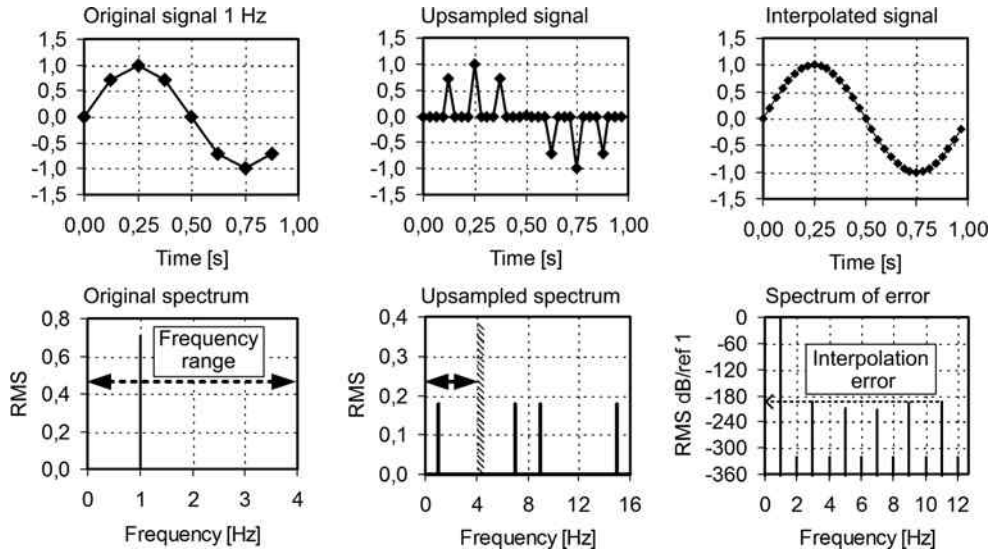 Original signal 1 Hz
1,5
1,0
0,5
0,0
-0,5
-1,0
-1,5
0,00 0,25 0,50 0,75 1,00
Time [s]
Upsampled signal
1,5
1,0
0,5
0,0
-0,5
-1,0
-1,5
0,00 0,25 0,50 0,75 1,00
Time [s]
Interpolated signal
1,5
1,0
0,5
0,0
-0,5
-1,0
-1,5
0,00 0,25 0,50 0,75 1,00
Time [s]
Original spectrum
0,8
0,6
0,4
0,2
0,0
RMS
Frequency
range
0 1 2 3 4
Frequency [Hz]
Upsampled spectrum
0,4
0,3
0,2
0,1
0,0
RMS
0 4 8 12 16
Frequency [Hz]
Spectrum of error
0
-60
-120
-180
-240
-300
-360
RMS dB/ref 1
Interpolation
error
0 2 4 6 8 10 12
Frequency [Hz]